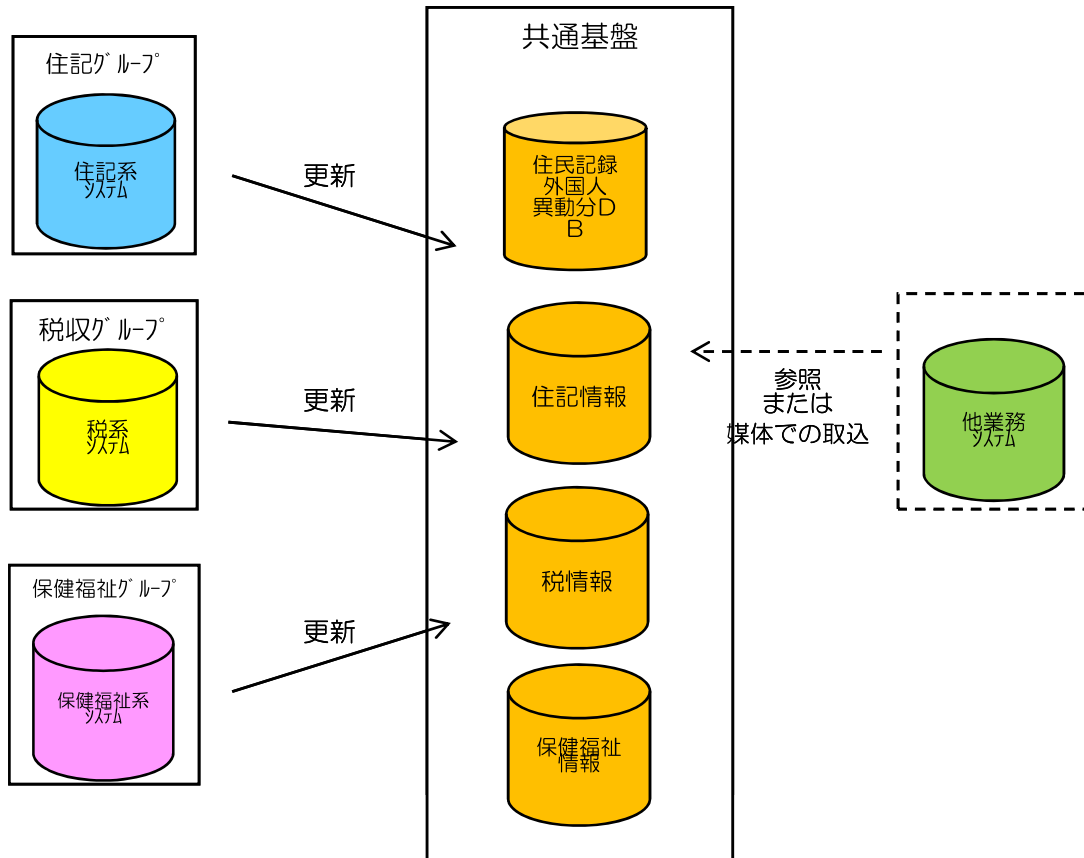 共通基盤
住記グループ
住記系
システム
更新
住民記録
外国人
異動分D
B
税収グループ
税系
システム
更新
住記情報
参照
または
媒体での取込
他業務
システム
保健福祉グループ
保健福祉系
システム
更新
税情報
保健福祉
情報